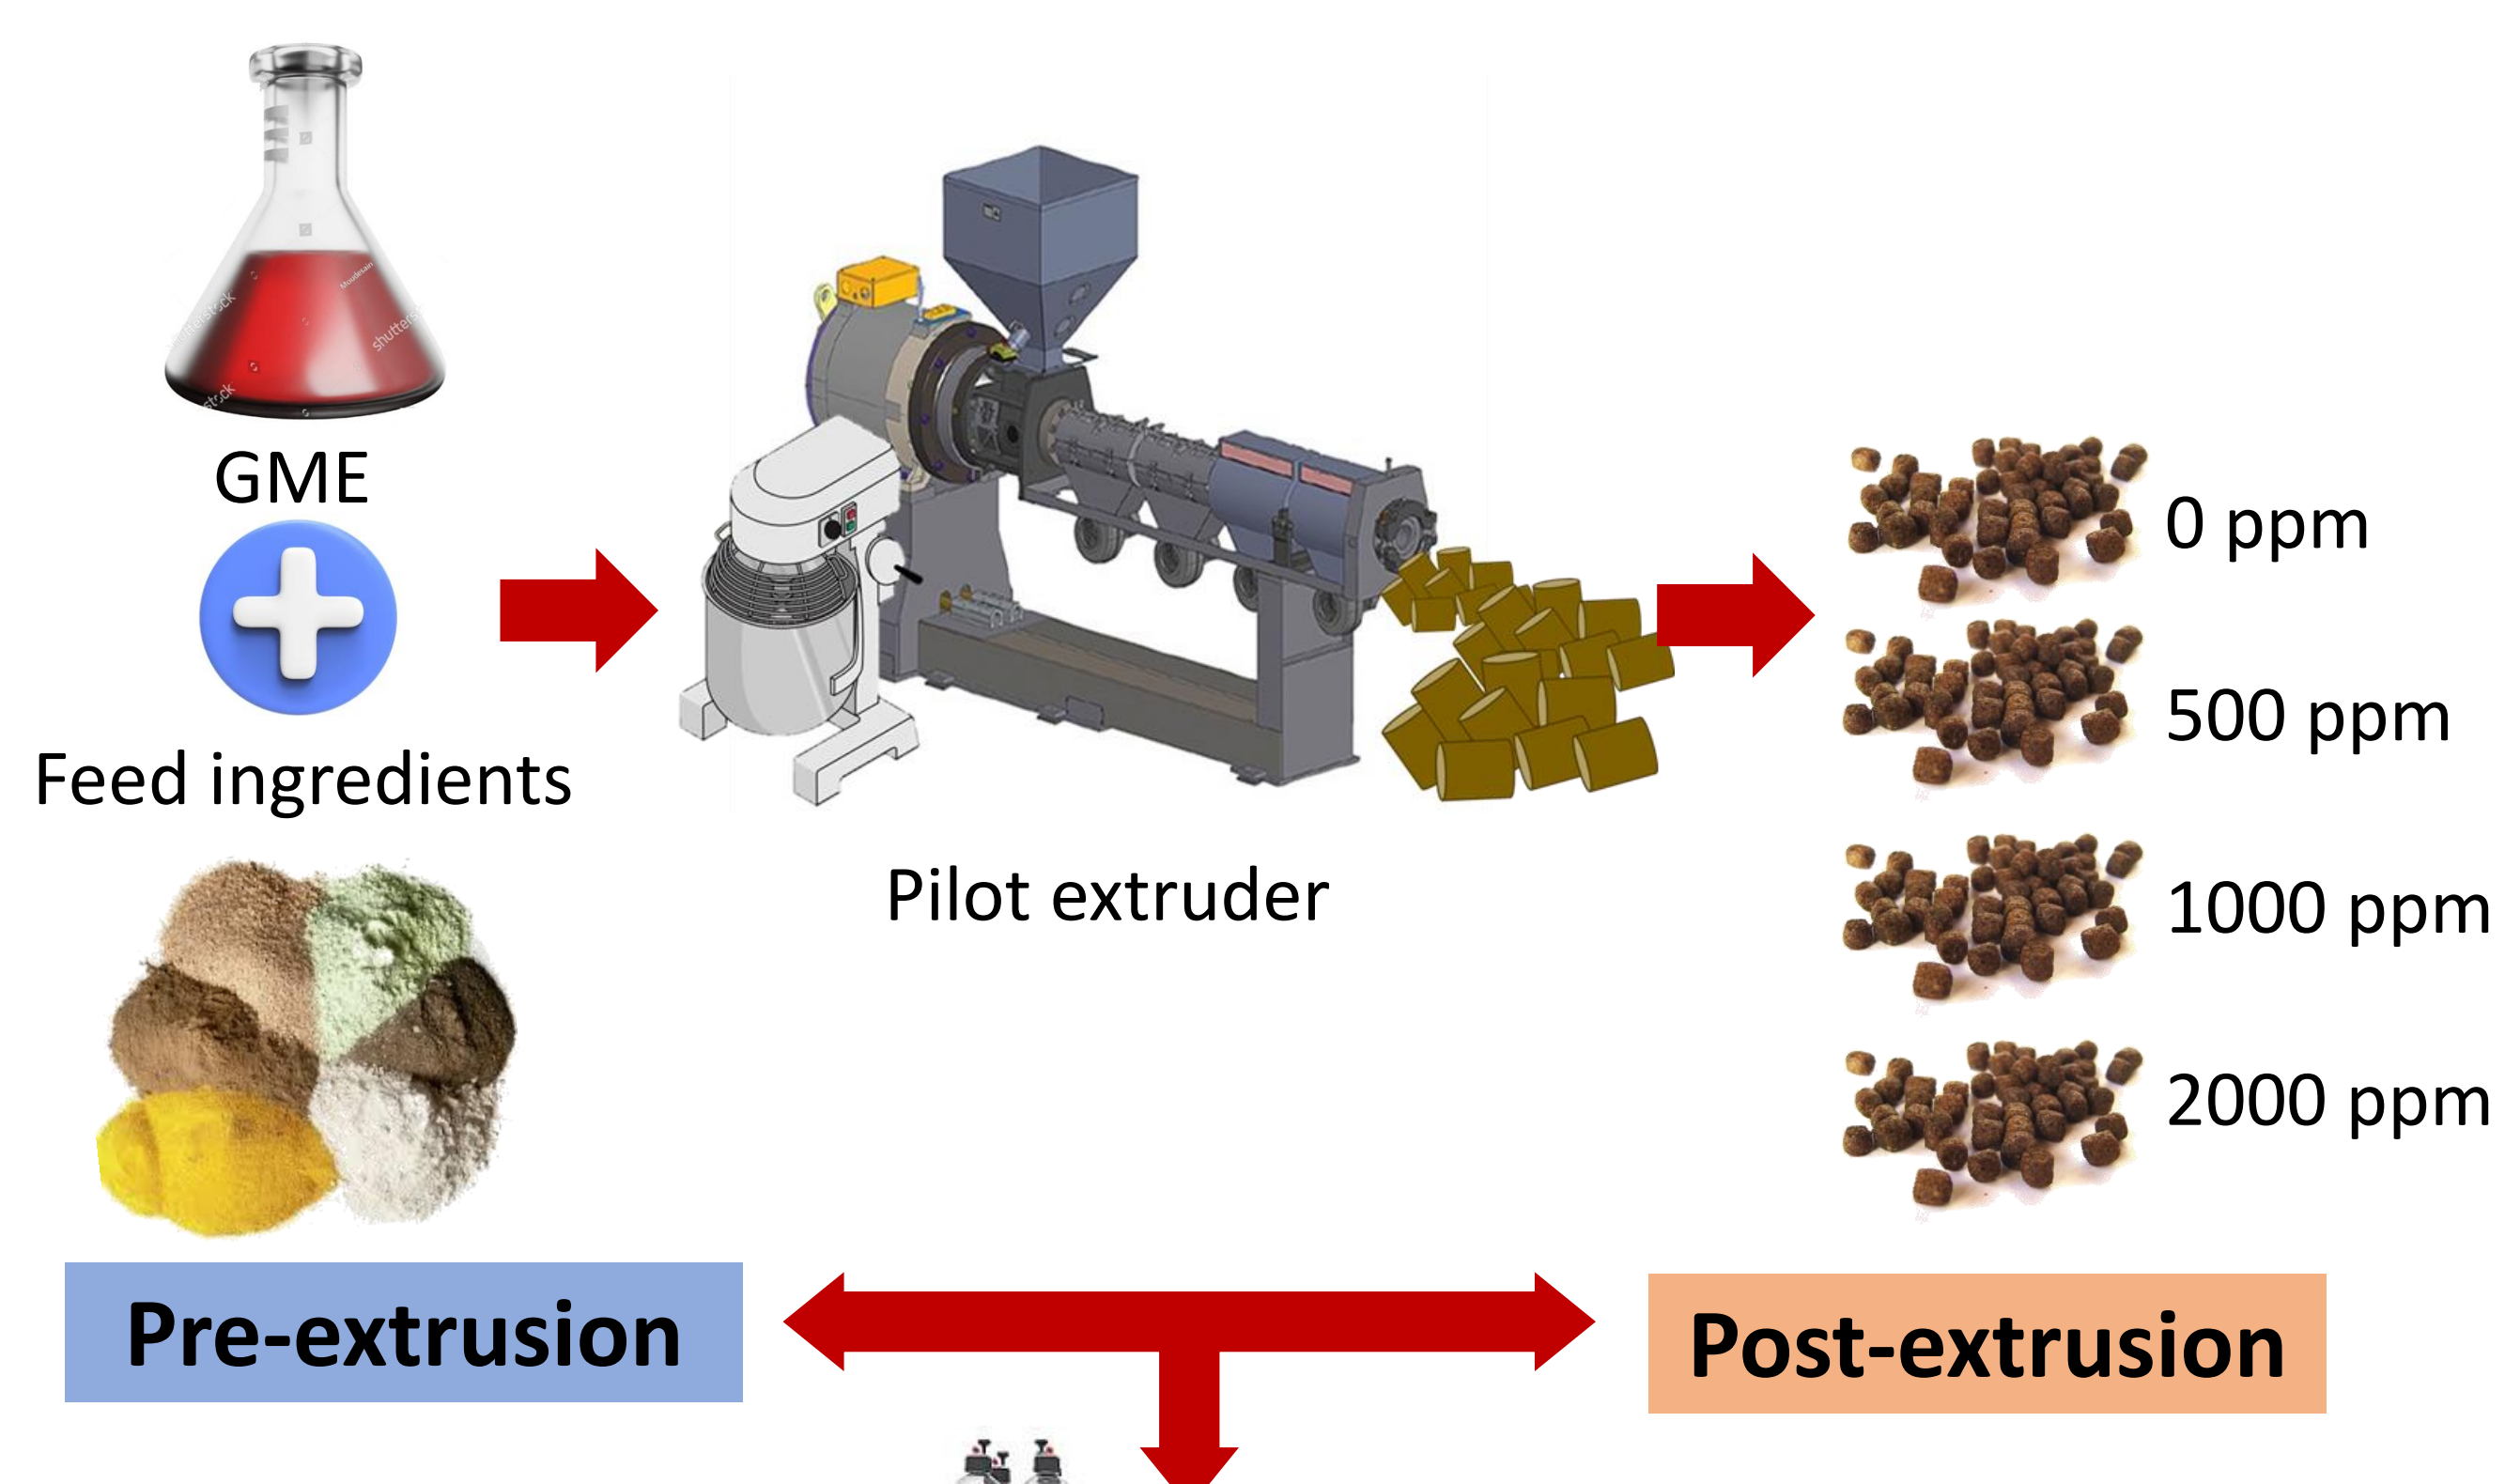 GME
Feed ingredients
Pilot extruder
0 ppm
500 ppm
1000 ppm
2000 ppm
Pre-extrusion
Post-extrusion